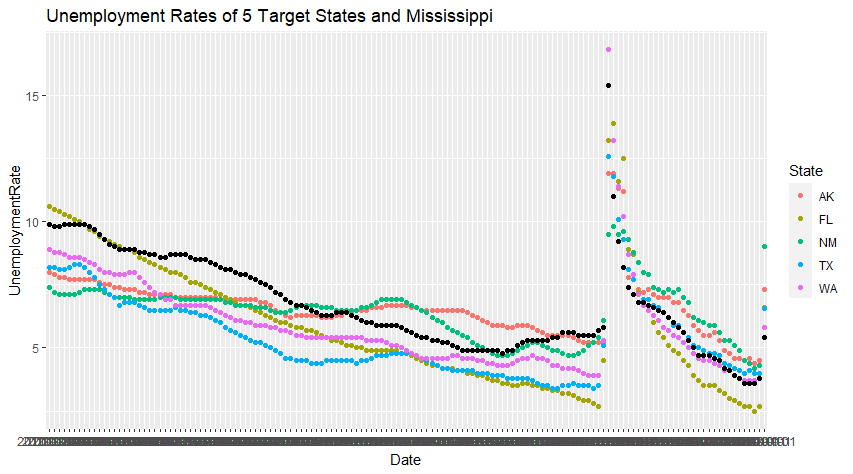 Unemployment Rates of 5 Target States and Mississippi
15
10
5
UnemploymentRate
Date
State
AK
FL
NM
TX
WA